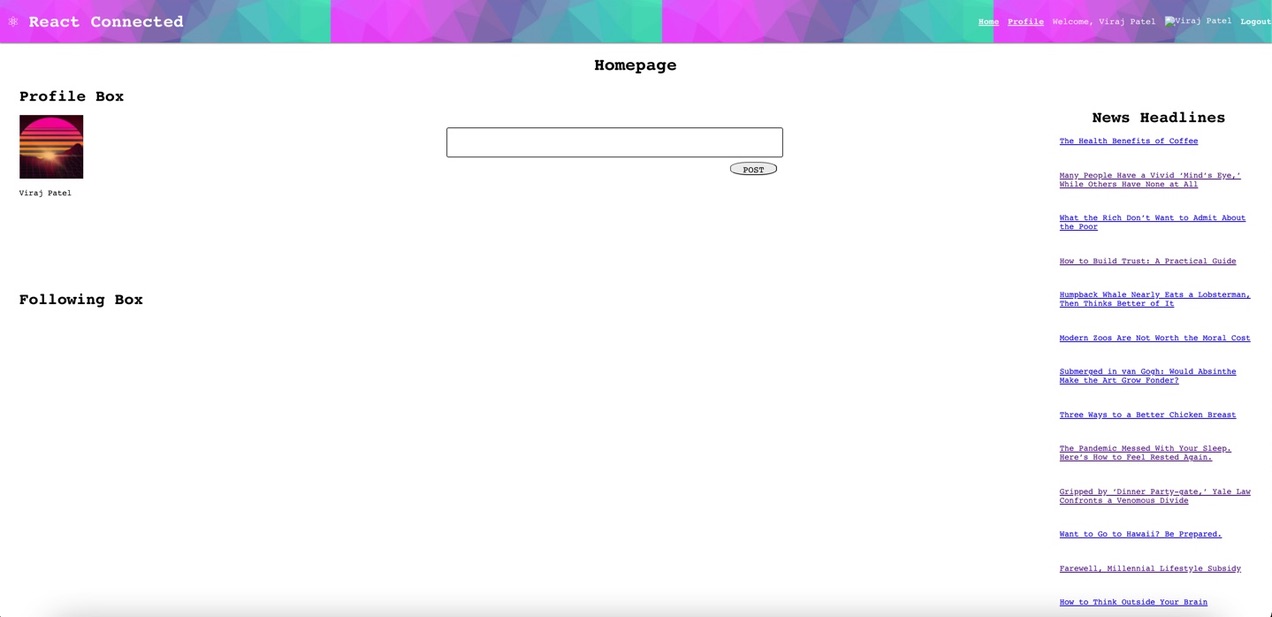 ⚛ React Connected
Home Profile Welcome, Viraj Patel Viraj Patel Logout
Homepage
Profile Box
Viraj Patel
POST
Following Box
News Headlines
The Health Benefits of Coffee
Many People Have a Vivid ‘Mind’s Eye,’
While Others Have None at All
What the Rich Don’t Want to Admit About
the Poor
How to Build Trust: A Practical Guide
Humpback Whale Nearly Eats a Lobsterman,
Then Thinks Better of It
Modern Zoos Are Not Worth the Moral Cost
Submerged in van Gogh: Would Absinthe
Make the Art Grow Fonder?
Three Ways to a Better Chicken Breast
The Pandemic Messed With Your Sleep.
Here’s How to Feel Rested Again.
Gripped by ‘Dinner Party-gate,’ Yale Law
Confronts a Venomous Divide
Want to Go to Hawaii? Be Prepared.
Farewell, Millennial Lifestyle Subsidy
How to Think Outside Your Brain